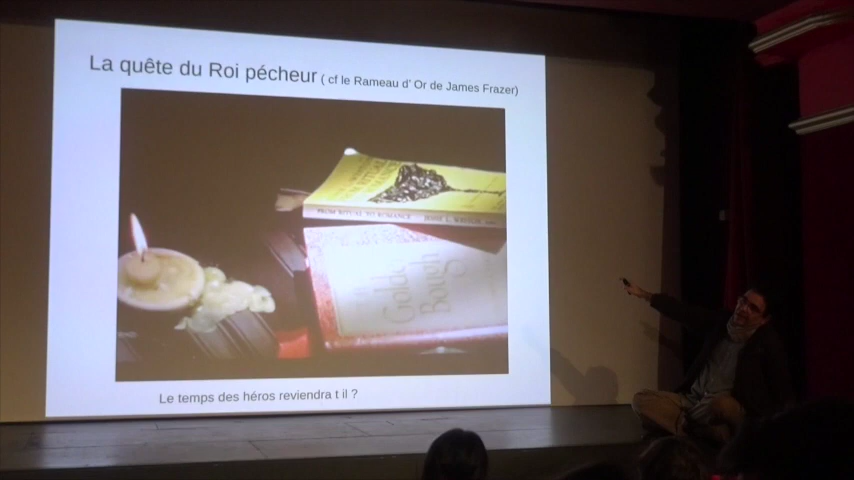 La quête du Roi pécheur ( cf le Rameau d' Or de James Frazer)
FROM RITUAL TO ROMANCE JESSIE L. WESTON
Golden
Bough
Le temps des héros reviendra t il ?